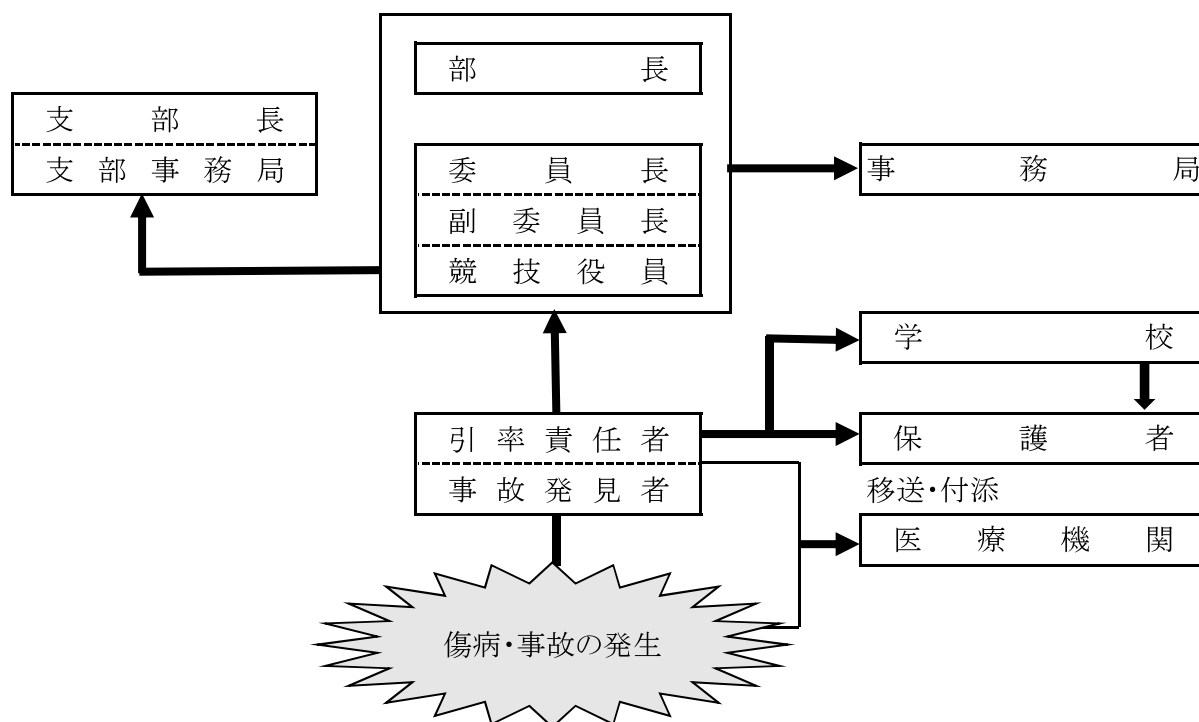 部長
支部長
支部事務局
委員長
副委員長
競技役員
事務局
学校
引率責任者
事故発見者
保護者
移送・付添
医療機関
傷病・事故の発生